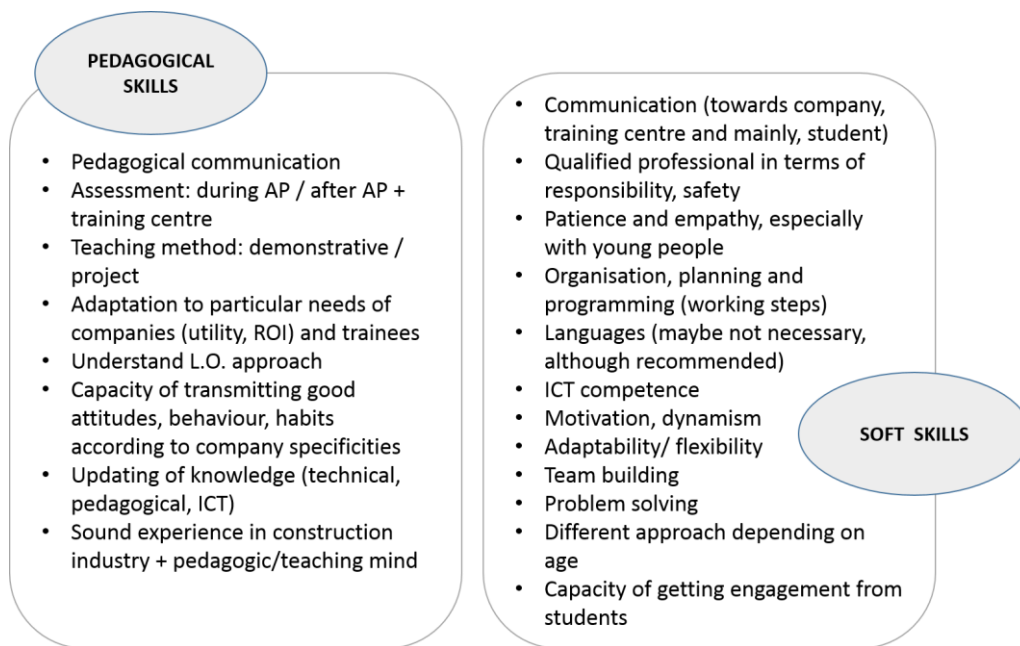 PEDAGOGICAL
SKILLS
• Pedagogical communication
• Assessment: during AP / after AP +
training centre
• Teaching method: demonstrative /
project
• Adaptation to particular needs of
companies (utility, ROI) and trainees
• Understand L.O. approach
• Capacity of transmitting good
attitudes, behaviour, habits
according to company specificities
• Updating of knowledge (technical,
pedagogical, ICT)
• Sound experience in construction
industry + pedagogic/teaching mind
• Communication (towards company,
training centre and mainly, student)
• Qualified professional in terms of
responsibility, safety
• Patience and empathy, especially
with young people
• Organisation, planning and
programming (working steps)
• Languages (maybe not necessary,
although recommended)
• ICT competence
• Motivation, dynamism
• Adaptability/ flexibility
• Team building
• Problem solving
• Different approach depending on
age
• Capacity of getting engagement from
students
SOFT SKILLS